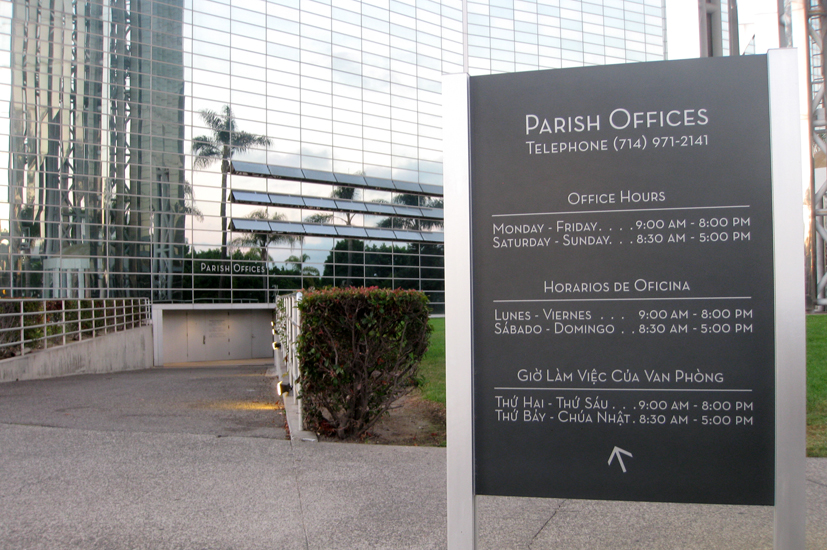 Parish Offices
Parish Offices
Telephone (714) 971-2141
Office Hours
Monday - Friday. . . . 9:00 AM - 8:00 PM
Saturday - Sunday. . . 8:30 AM - 5:00 PM
Horarios de Oficina
Lunes - Viernes . . . 9:00 AM - 8:00 PM
Sábado - Domingo . . 8:30 AM - 5:00 PM
Giờ Làm Việc Của Van Phòng
Thứ Hai - Thứ Sáu . . . 9:00 AM - 8:00 PM
Thứ Bảy - Chúa Nhật. 8:30 AM - 5:00 PM